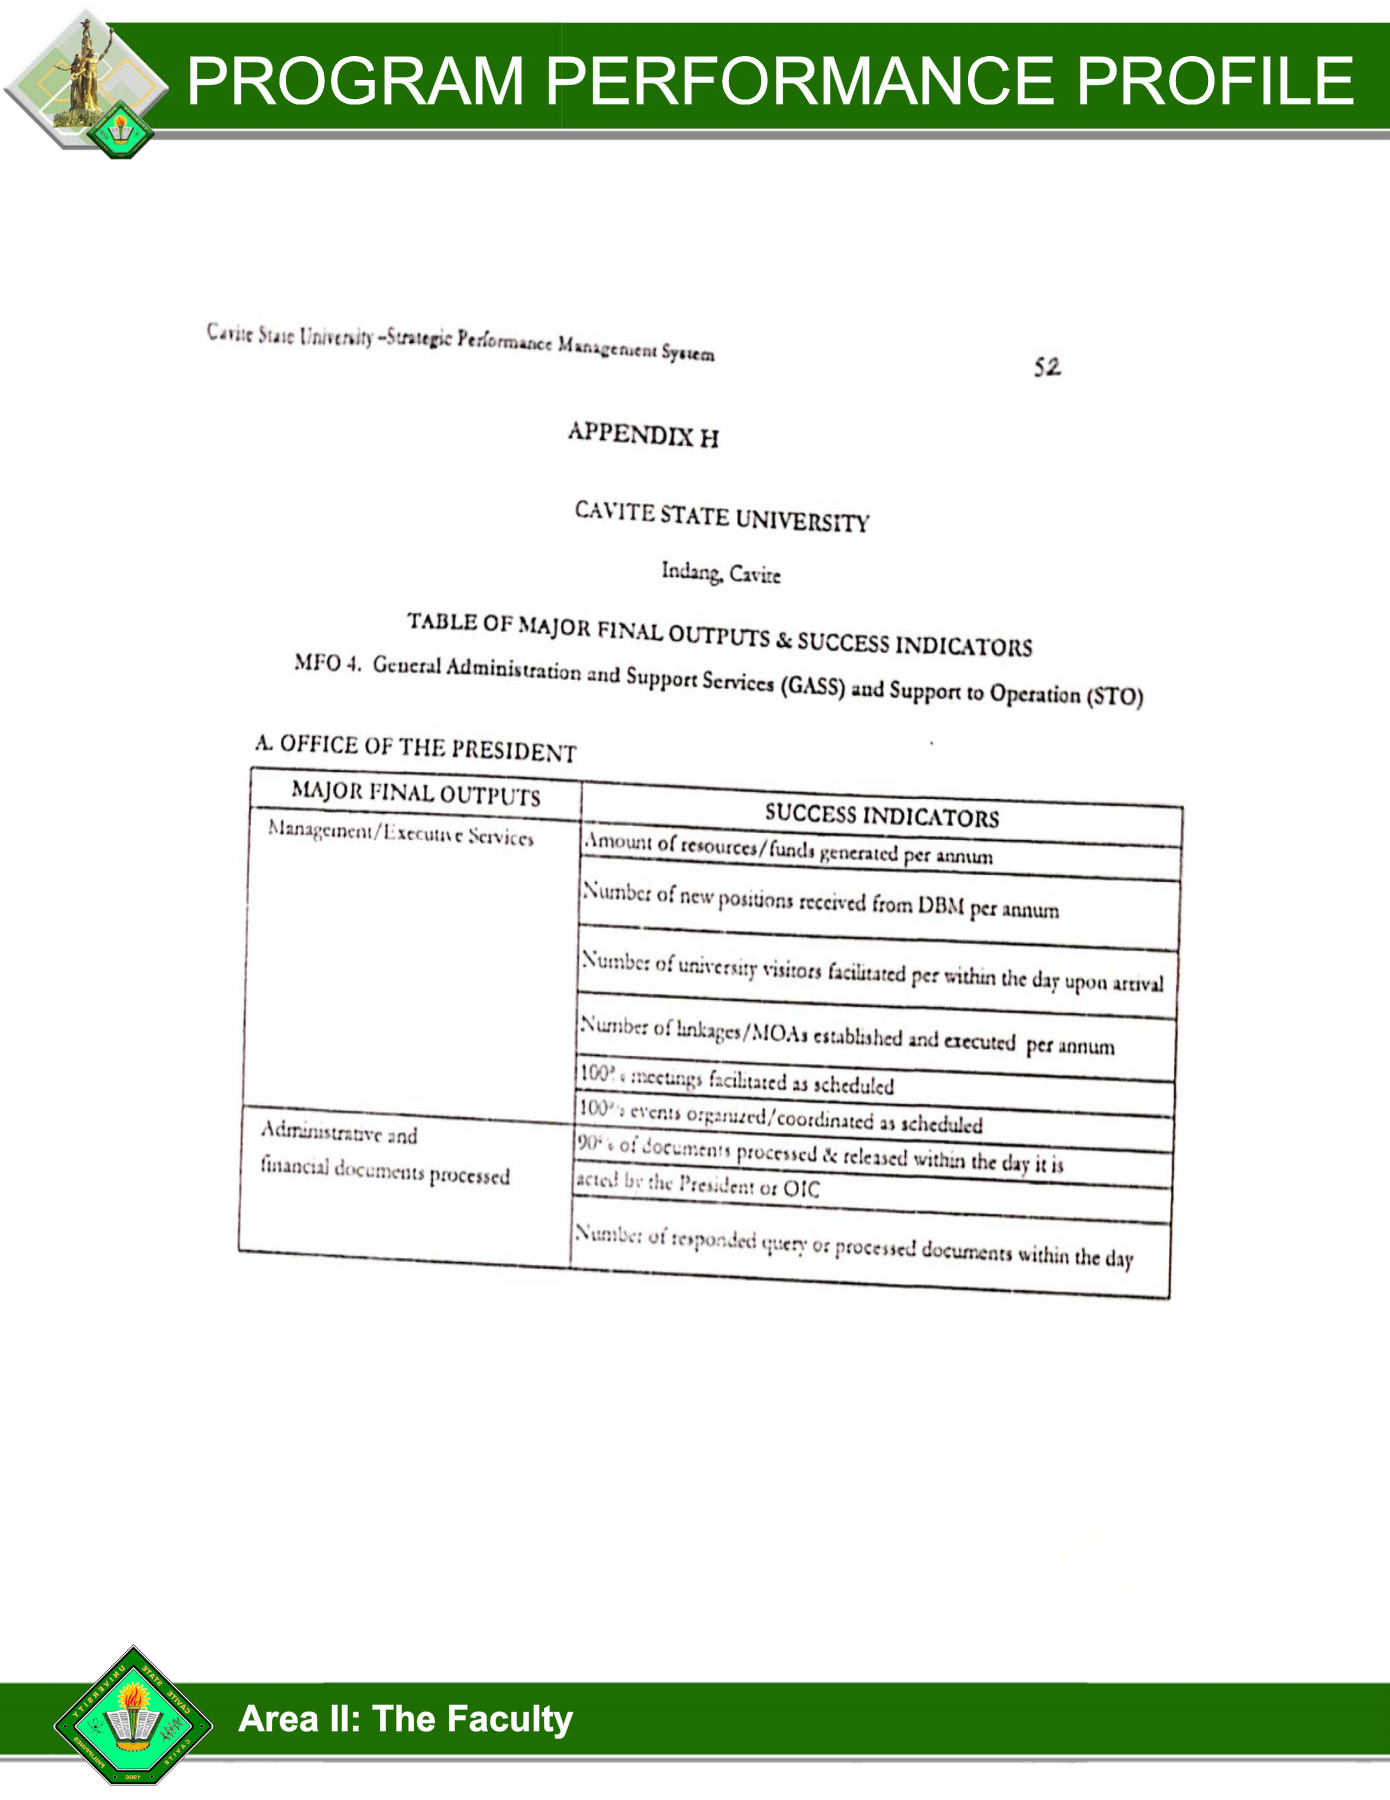 PROGRAM PERFORMANCE PROFILE
Cavite State University –Strategic Performance Management System
52
APPENDIX H
CAVITE STATE UNIVERSITY
Indang, Cavite
TABLE OF MAJOR FINAL OUTPUTS & SUCCESS INDICATORS
MFO 4.  General Administration and Support Services (GASS) and Support to Operation (STO)
A. OFFICE OF THE PRESIDENT
MAJOR FINAL OUTPUTS
SUCCESS INDICATORS
Management/Executive Services
Amount of resources/funds generated per annum
Number of new positions received from DBM per annum
Number of university visitors facilitated per within the day upon arrival
Number of linkages/MOAs established and executed per annum
100% meetings facilitated as scheduled
100% events organized/coordinated as scheduled
Administrative and
financial documents processed
90% of documents processed & released within the day it is
acted by the President or OIC
Number of responded query or processed documents within the day
CAVITE STATE UNIVERSITY
CAVITE
PHILIPPINES
1906
Area II: The Faculty